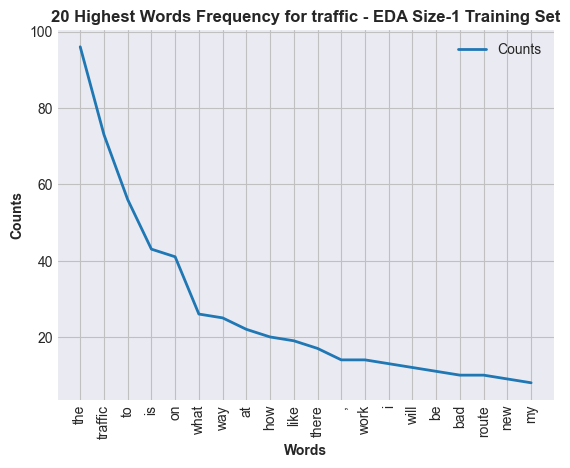 20 Highest Words Frequency for traffic - EDA Size-1 Training Set
100
80
60
40
20
Counts
Counts
the
traffic
to
is
on
what
way
at
how
like
there
,
work
i
will
be
bad
route
new
my
Words